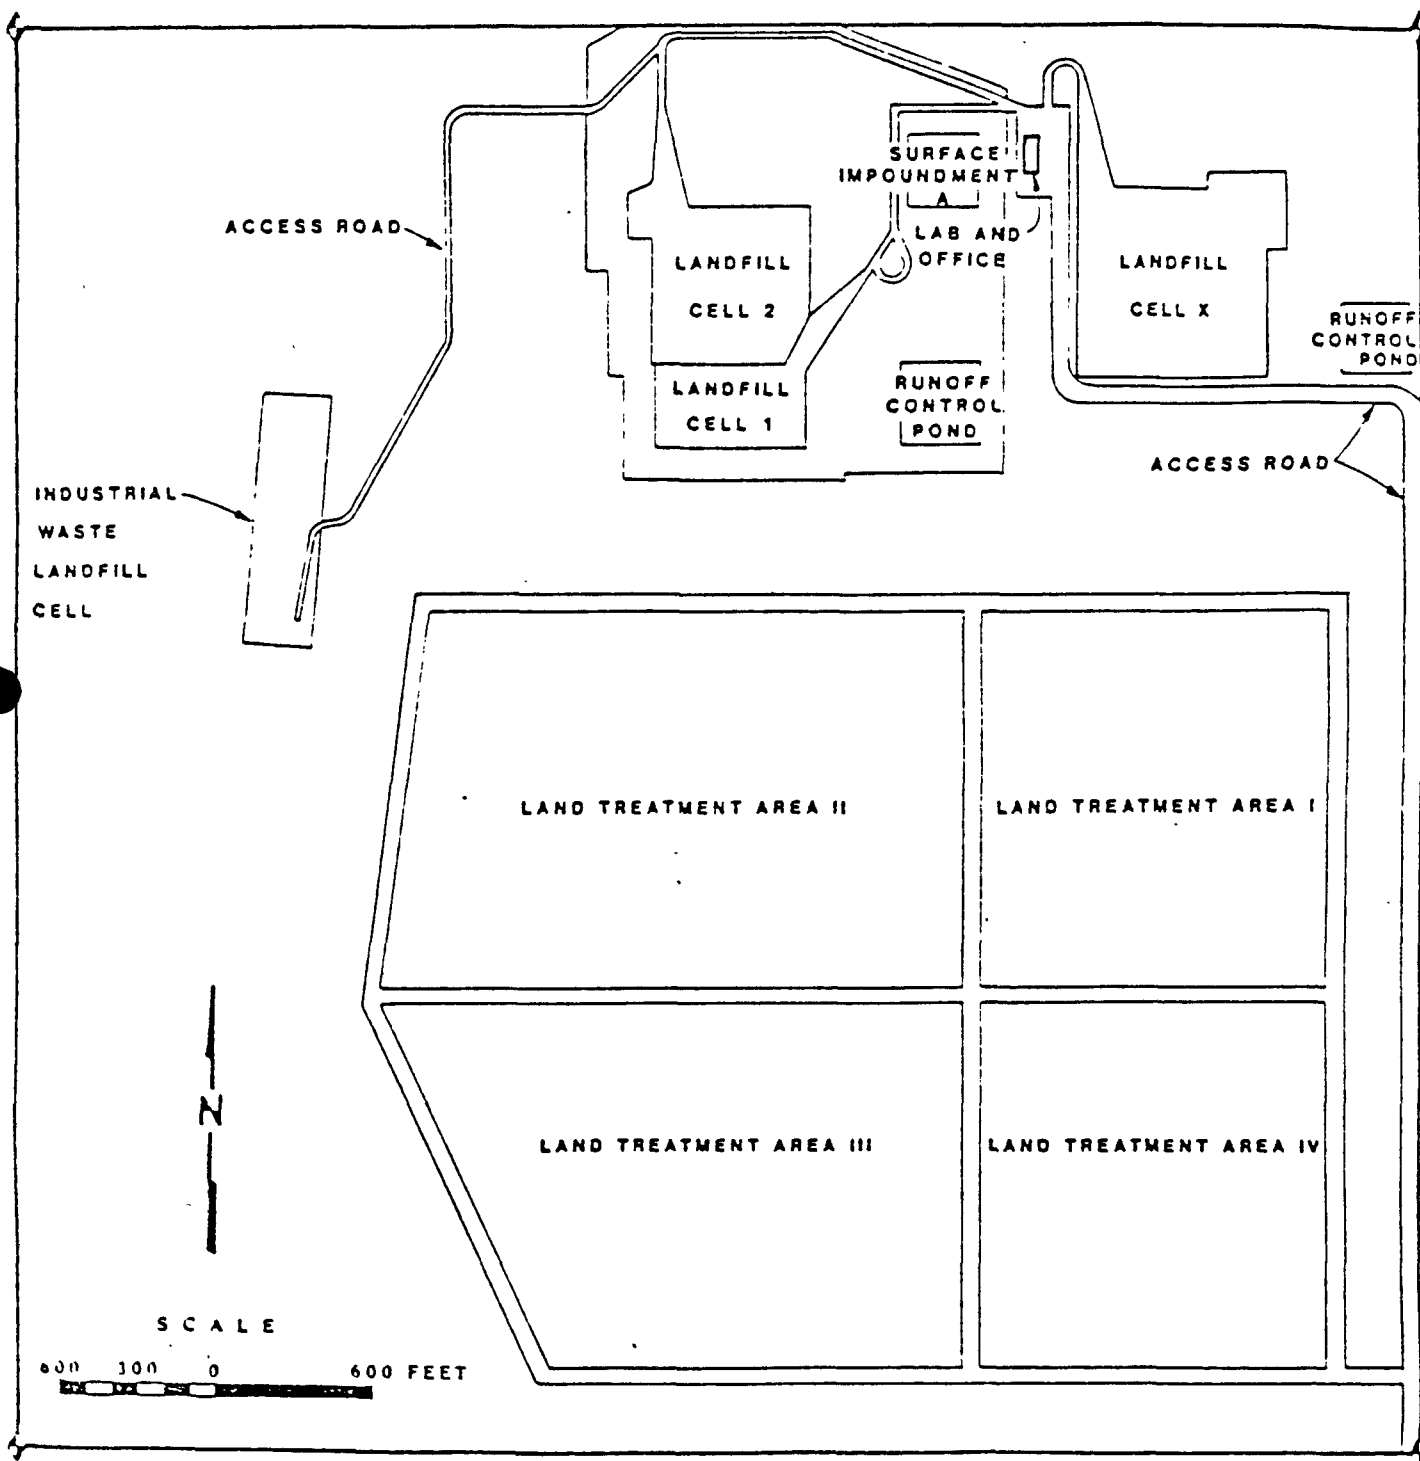 SURFACE
IMPOUNDMENT
A
ACCESS ROAD
LAB AND
OFFICE
LANDFILL
CELL 2
LANDFILL
CELL X
RUNOFF
CONTROL
POND
LANDFILL
CELL 1
RUNOFF
CONTROL
POND
ACCESS ROAD
INDUSTRIAL
WASTE
LANDFILL
CELL
LAND TREATMENT AREA II
LAND TREATMENT AREA I
N
LAND TREATMENT AREA III
LAND TREATMENT AREA IV
SCALE
600 300 0 600 FEET